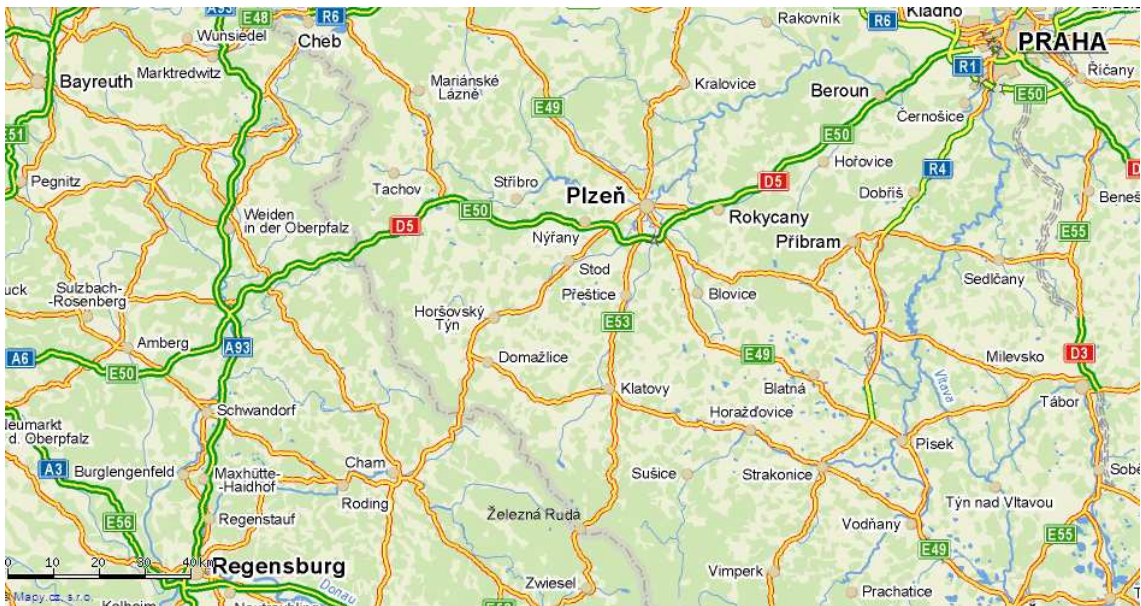 A93
E48
R6
Wunsiedel
Cheb
Rakovník
R6
Kladno
PRAHA
Marktredwitz
Bayreuth
Mariánské
Lázně
Kralovice
R1
Říčany
Beroun
E49
E50
E50
Černošice
E51
Hořovice
R4
Pegnitz
Tachov
Stříbro
D5
Dobříš
Plzeň
E50
Rokycany
Weiden
in der Oberpfalz
D5
Nýřany
Příbram
E55
Stod
Sedlčany
Sulzbach-
-Rosenberg
Přeštice
Blovice
Horšovský
Týn
E53
Amberg
A93
A6
E50
Domažlice
E49
Milevsko
D3
Klatovy
Blatná
Vltava
Tábor
Schwandorf
Horažďovice
d. Oberpfalz
Písek
A3
Burglengenfeld
Maxhütte-
-Haidhof
Cham
Sušice
Strakonice
Roding
Týn nad Vltavou
E56
Regenstauf
Železná Ruda
Vodňany
E55
E49
0 10 20 30 40km
Regensburg
Zwiesel
Vimperk
Donau
Prachatice
Mapy.cz, s.r.o.